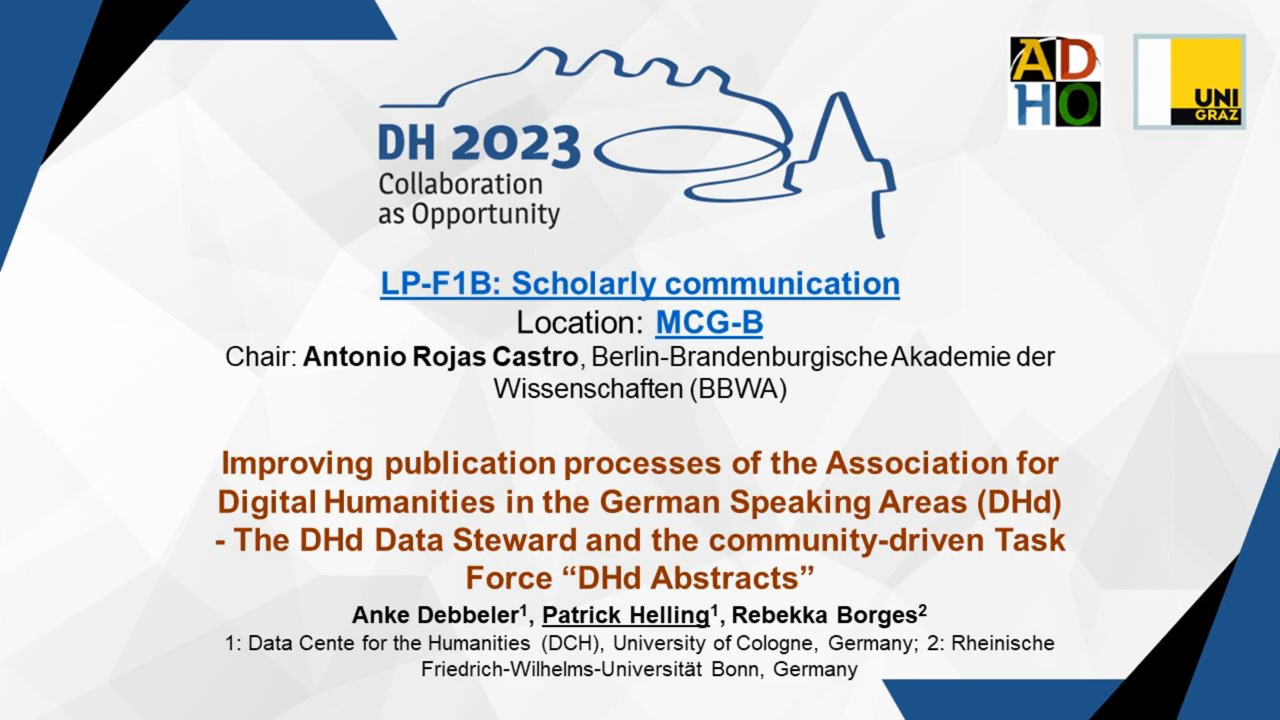 AD
HO
UNI
GRAZ
DH 2023
Collaboration
as Opportunity
LP-F1B: Scholarly communication
Location: MCG-B
Chair: Antonio Rojas Castro, Berlin-Brandenburgische Akademie der
Wissenschaften (BBWA)
Improving publication processes of the Association for
Digital Humanities in the German Speaking Areas (DHd)
- The DHd Data Steward and the community-driven Task
Force “DHd Abstracts”
Anke Debbeler¹, Patrick Helling¹, Rebekka Borges²
1: Data Cente for the Humanities (DCH), University of Cologne, Germany; 2: Rheinische
Friedrich-Wilhelms-Universität Bonn, Germany